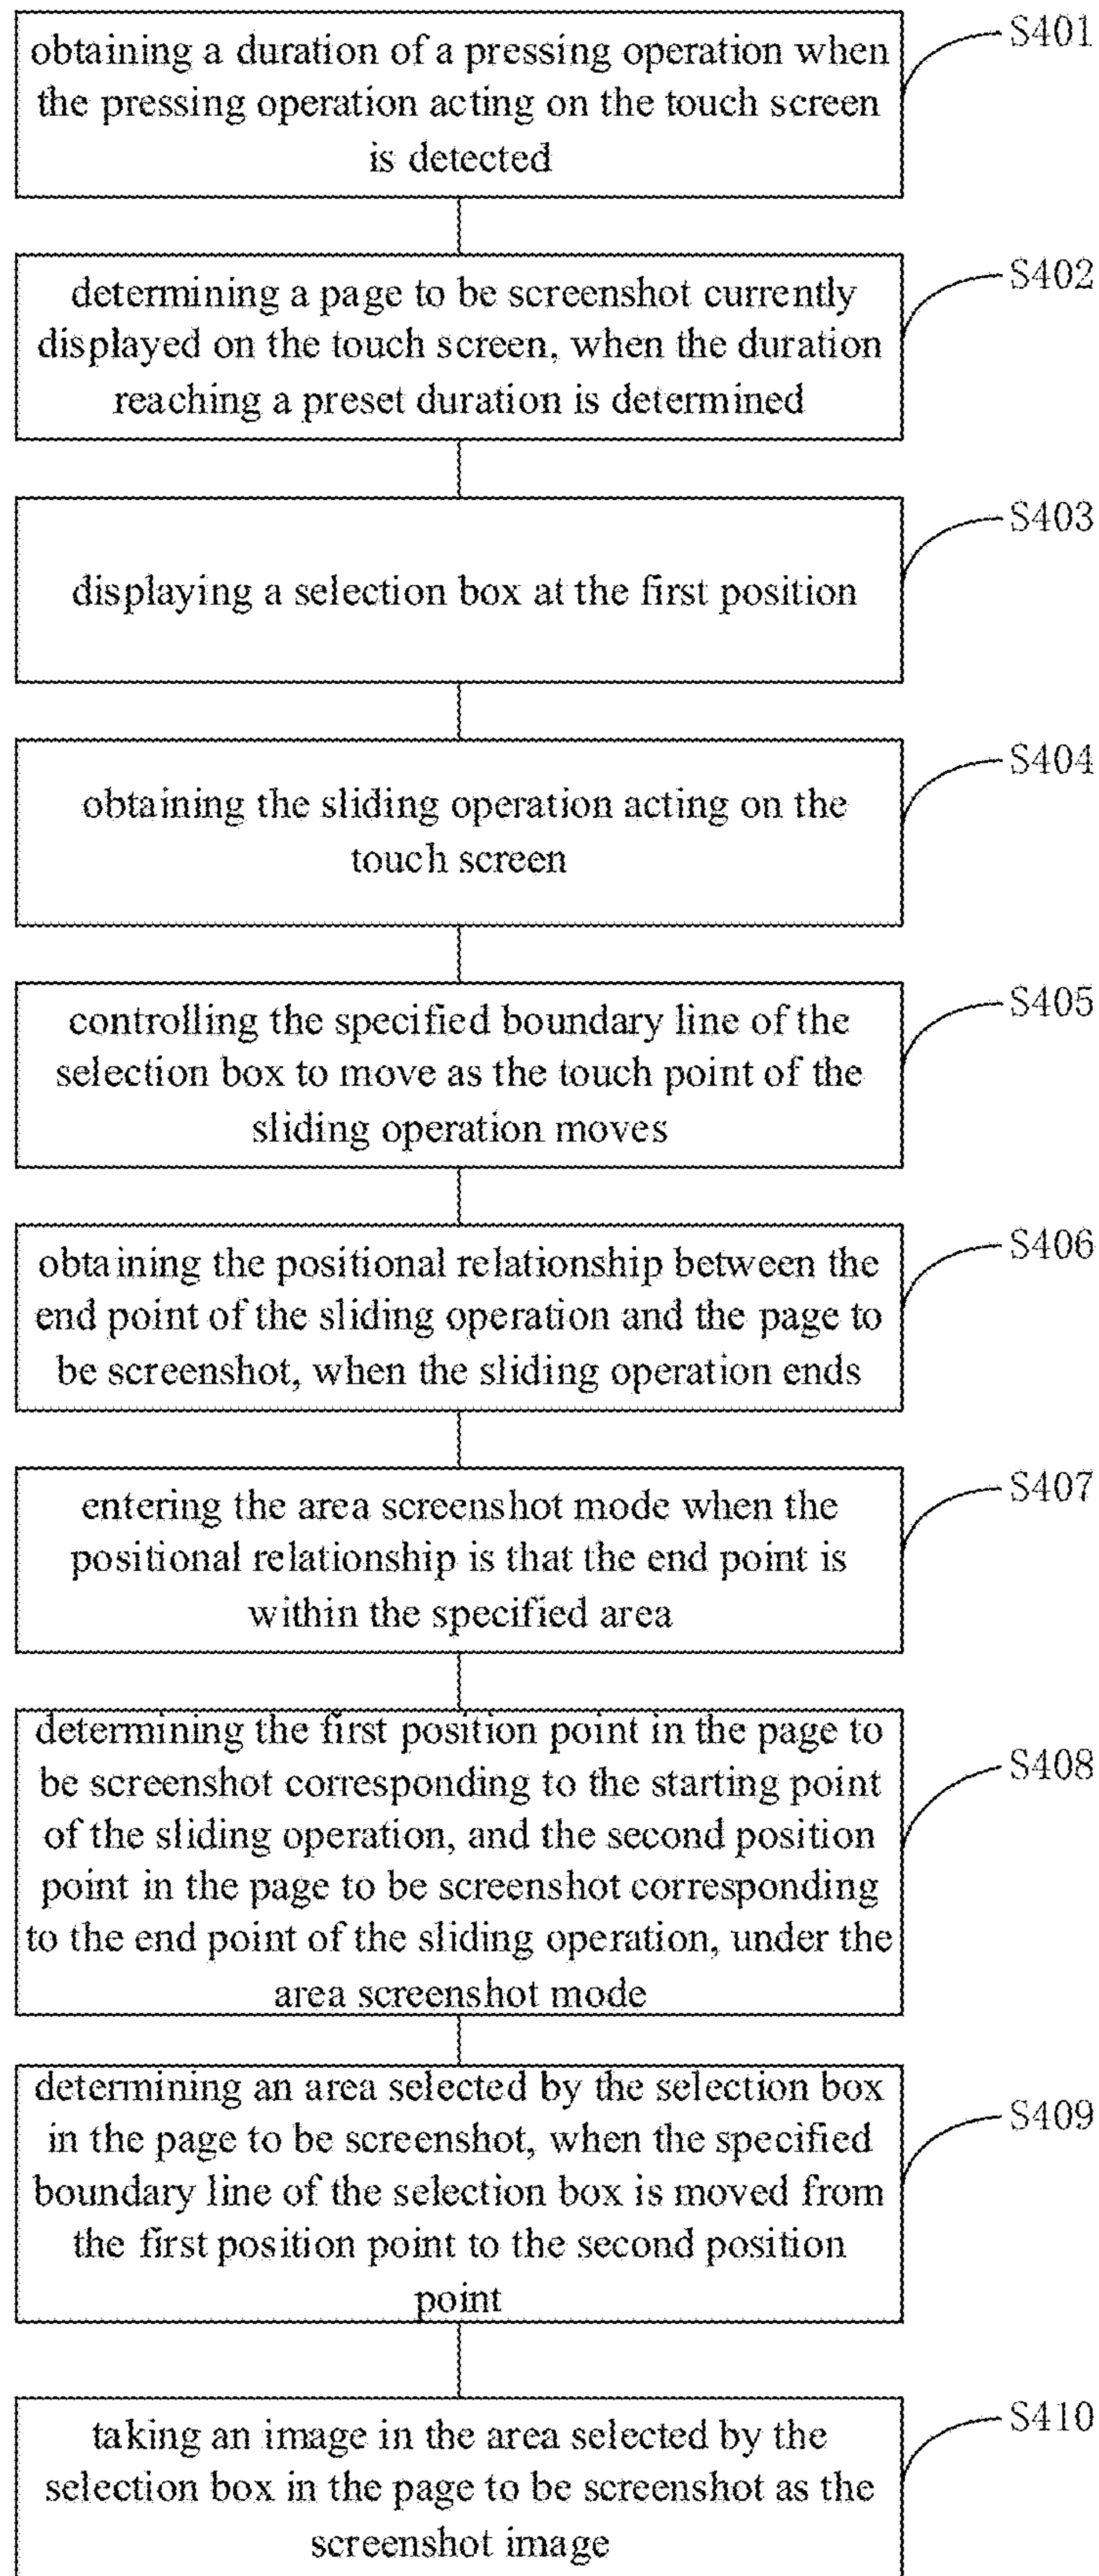 obtaining a duration of a pressing operation when
the pressing operation acting on the touch screen
is detected
S401
determining a page to be screenshot currently
displayed on the touch screen, when the duration
reaching a preset duration is determined
S402
displaying a selection box at the first position
S403
obtaining the sliding operation acting on the
touch screen
S404
controlling the specified boundary line of the
selection box to move as the touch point of the
sliding operation moves
S405
obtaining the positional relationship between the
end point of the sliding operation and the page to
be screenshot, when the sliding operation ends
S406
entering the area screenshot mode when the
positional relationship is that the end point is
within the specified area
S407
determining the first position point in the page to
be screenshot corresponding to the starting point
of the sliding operation, and the second position
point in the page to be screenshot corresponding
to the end point of the sliding operation, under the
area screenshot mode
S408
determining an area selected by the selection box
in the page to be screenshot, when the specified
boundary line of the selection box is moved from
the first position point to the second position
point
S409
taking an image in the area selected by the
selection box in the page to be screenshot as the
screenshot image
S410